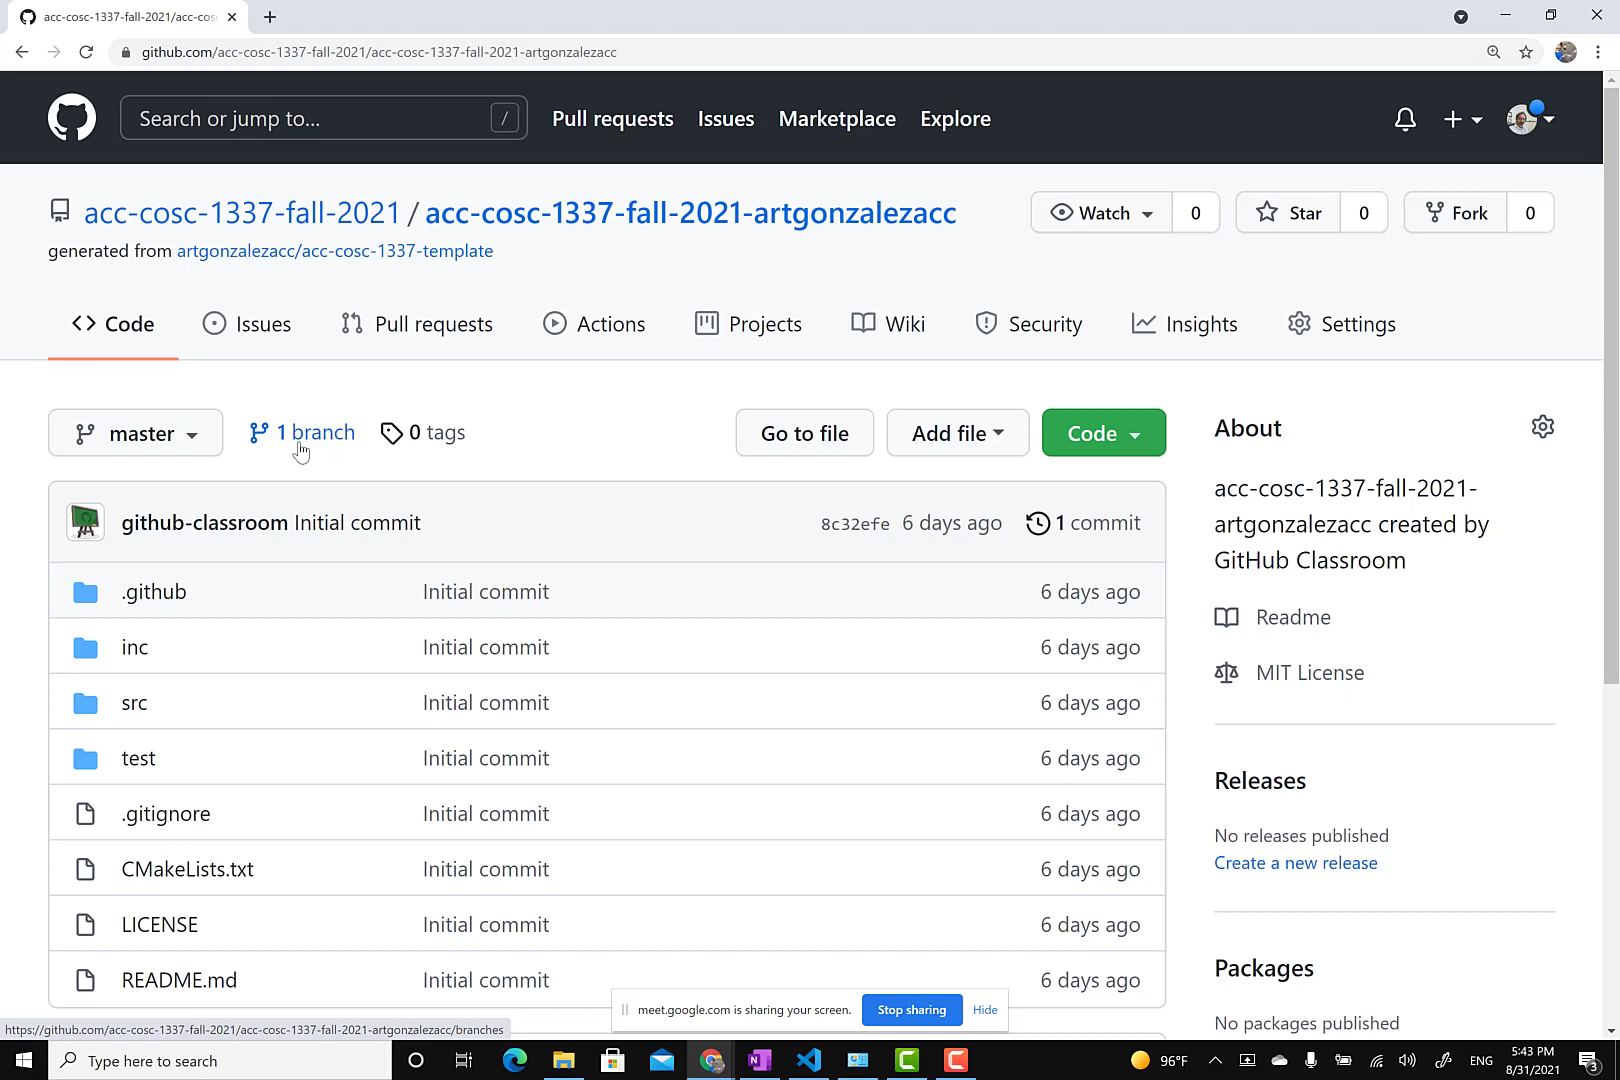 acc-cosc-1337-fall-2021/acc-cos
github.com/acc-cosc-1337-fall-2021/acc-cosc-1337-fall-2021-artgonzalezacc
Search or jump to... /
Pull requests Issues Marketplace Explore
acc-cosc-1337-fall-2021 / acc-cosc-1337-fall-2021-artgonzalezacc
Watch 0 Star 0 Fork 0
generated from artgonzalezacc/acc-cosc-1337-template
Code Issues Pull requests Actions Projects Wiki Security Insights Settings
master 1 branch 0 tags Go to file Add file Code
About
acc-cosc-1337-fall-2021-
artgonzalezacc created by
GitHub Classroom
Readme
MIT License
github-classroom Initial commit 8c32efe 6 days ago 1 commit
.github Initial commit 6 days ago
inc Initial commit 6 days ago
src Initial commit 6 days ago
test Initial commit 6 days ago
.gitignore Initial commit 6 days ago
CMakeLists.txt Initial commit 6 days ago
LICENSE Initial commit 6 days ago
README.md Initial commit 6 days ago
Releases
No releases published
Create a new release
Packages
No packages published
meet.google.com is sharing your screen. Stop sharing Hide
https://github.com/acc-cosc-1337-fall-2021/acc-cosc-1337-fall-2021-artgonzalezacc/branches
Type here to search
N
96°F
ENG
5:43 PM
8/31/2021
3